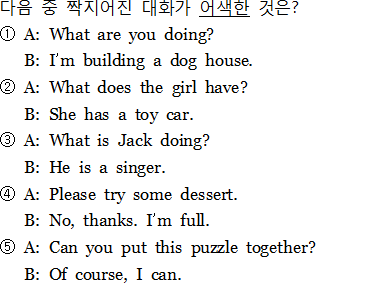 다음 중 짝지어진 대화가 어색한 것은?
① A: What are you doing?
B: I'm building a dog house.
② A: What does the girl have?
B: She has a toy car.
③ A: What is Jack doing?
B: He is a singer.
④ A: Please try some dessert.
B: No, thanks. I'm full.
⑤ A: Can you put this puzzle together?
B: Of course, I can.